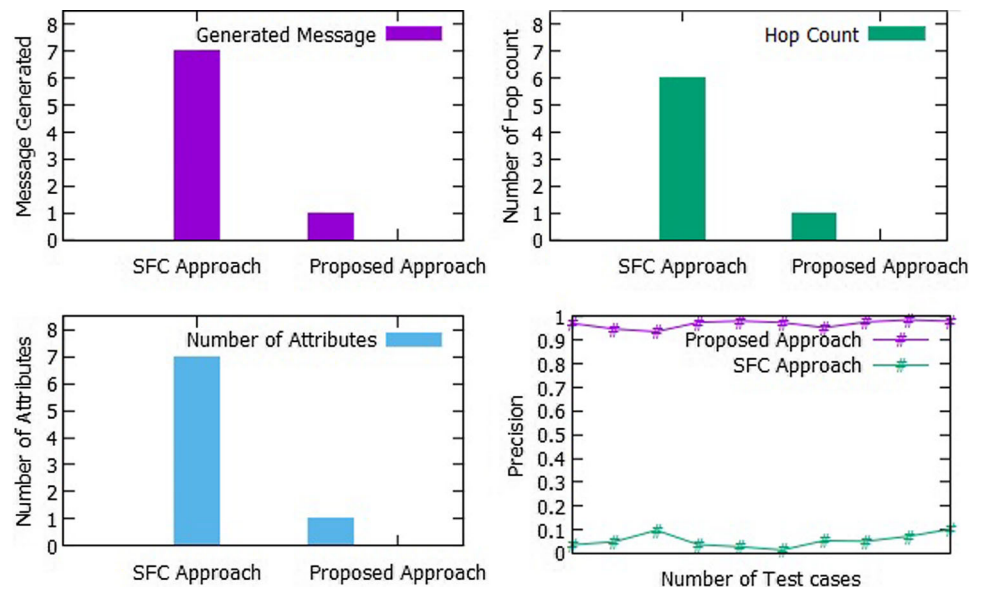 Generated Message
Message Generated
8
7
6
5
4
3
2
1
0
SFC Approach Proposed Approach
Hop Count
Number of Hop count
8
7
6
5
4
3
2
1
0
SFC Approach Proposed Approach
Number of Attributes
Number of Attributes
8
7
6
5
4
3
2
1
0
SFC Approach Proposed Approach
Proposed Approach
SFC Approach
Precision
1
0.9
0.8
0.7
0.6
0.5
0.4
0.3
0.2
0.1
0
Number of Test cases